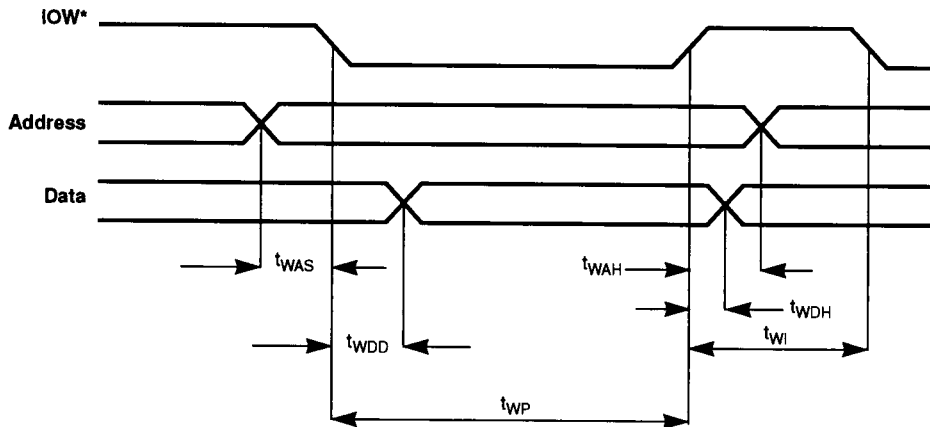 IOW*
Address
Data
tWAS
tWAH
tWDH
tWDD
tWI
tWP